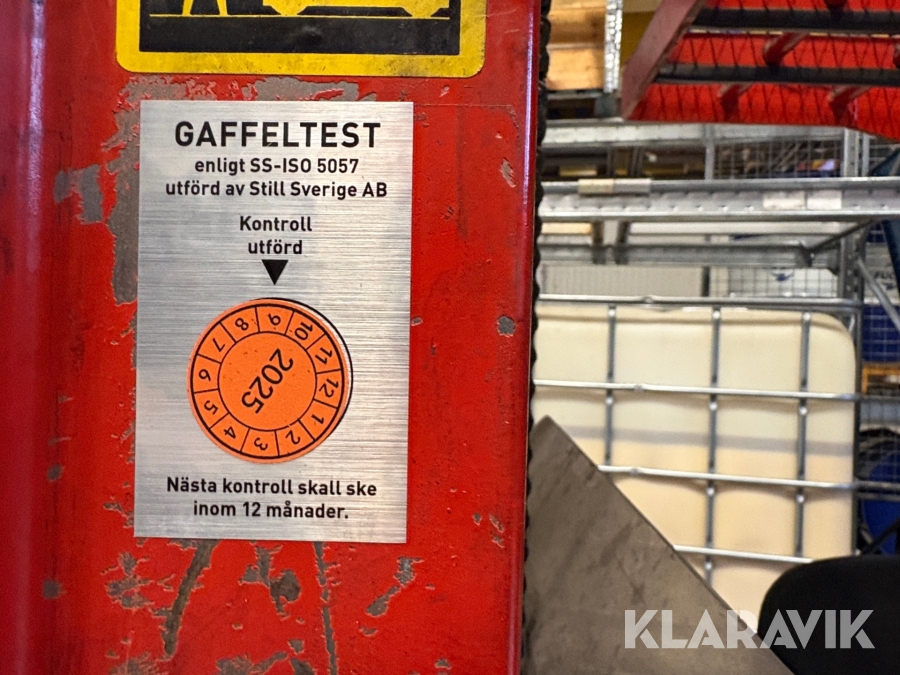 GAFFELTEST
enligt SS-ISO 5057
utförd av Still Sverige AB
Kontroll
utförd
2025
1 2 3 4 5 6 7 8 9 10 11 12
Nästa kontroll skall ske
inom 12 månader.
KLARAVIK